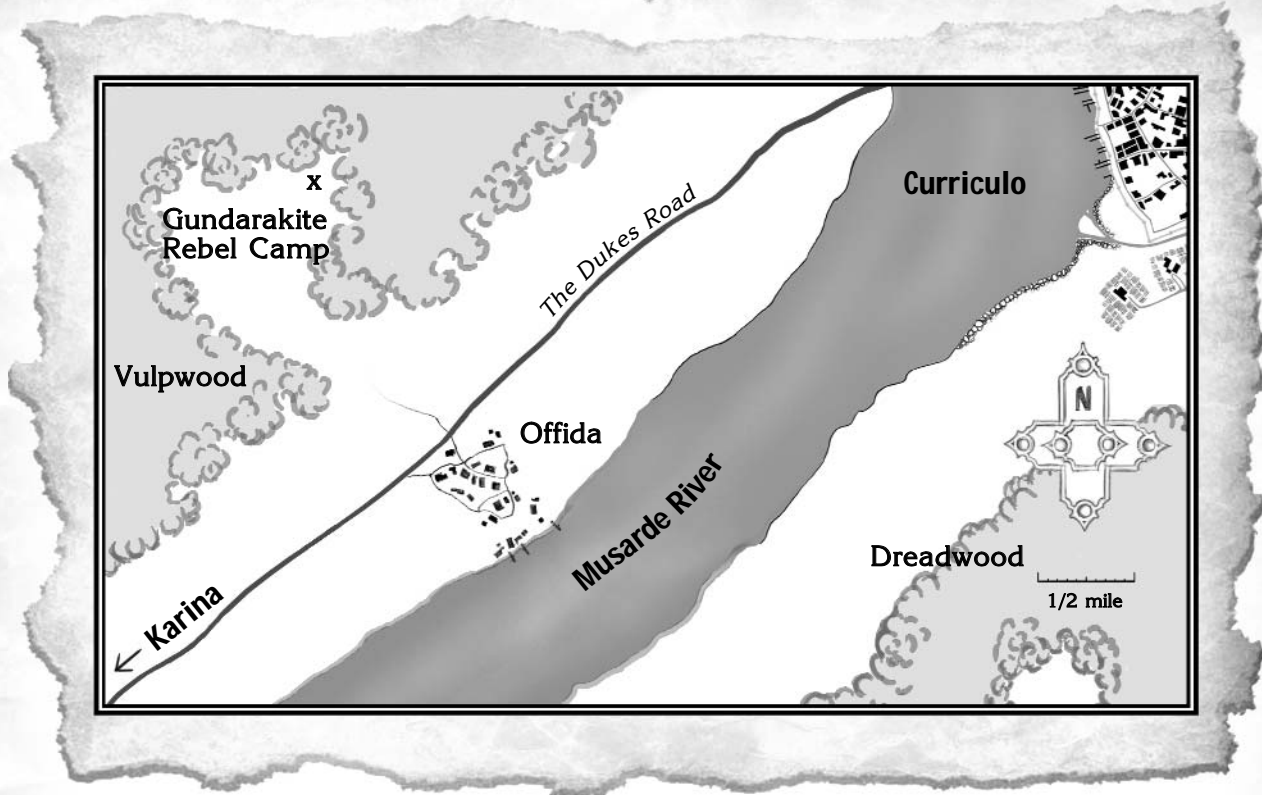 Curriculo
x
Gundarakite
Rebel Camp
The Dukes Road
Vulpwood
N
Offida
Musarde River
Dreadwood
1/2 mile
Karina